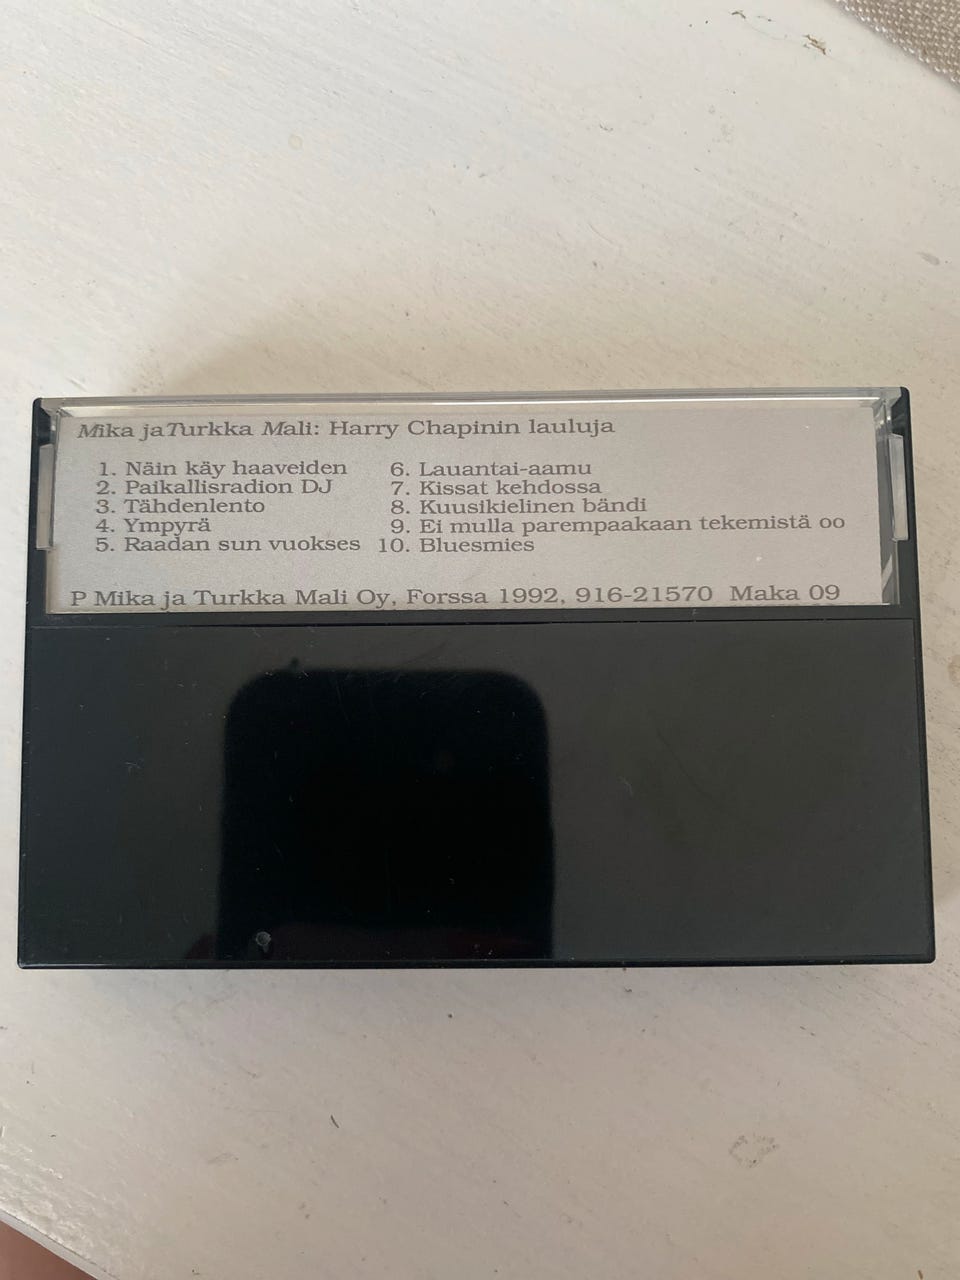 Mika ja Turkka Mali: Harry Chapinin lauluja
1. Näin käy haaveiden
2. Paikallisradion DJ
3. Tähdenlento
4. Ympyrä
5. Raadan sun vuokses
6. Lauantai-aamu
7. Kissat kehdossa
8. Kuusikielinen bändi
9. Ei mulla parempaakaan tekemistä oo
10. Bluesmies
P Mika ja Turkka Mali Oy, Forssa 1992, 916-21570 Maka 09